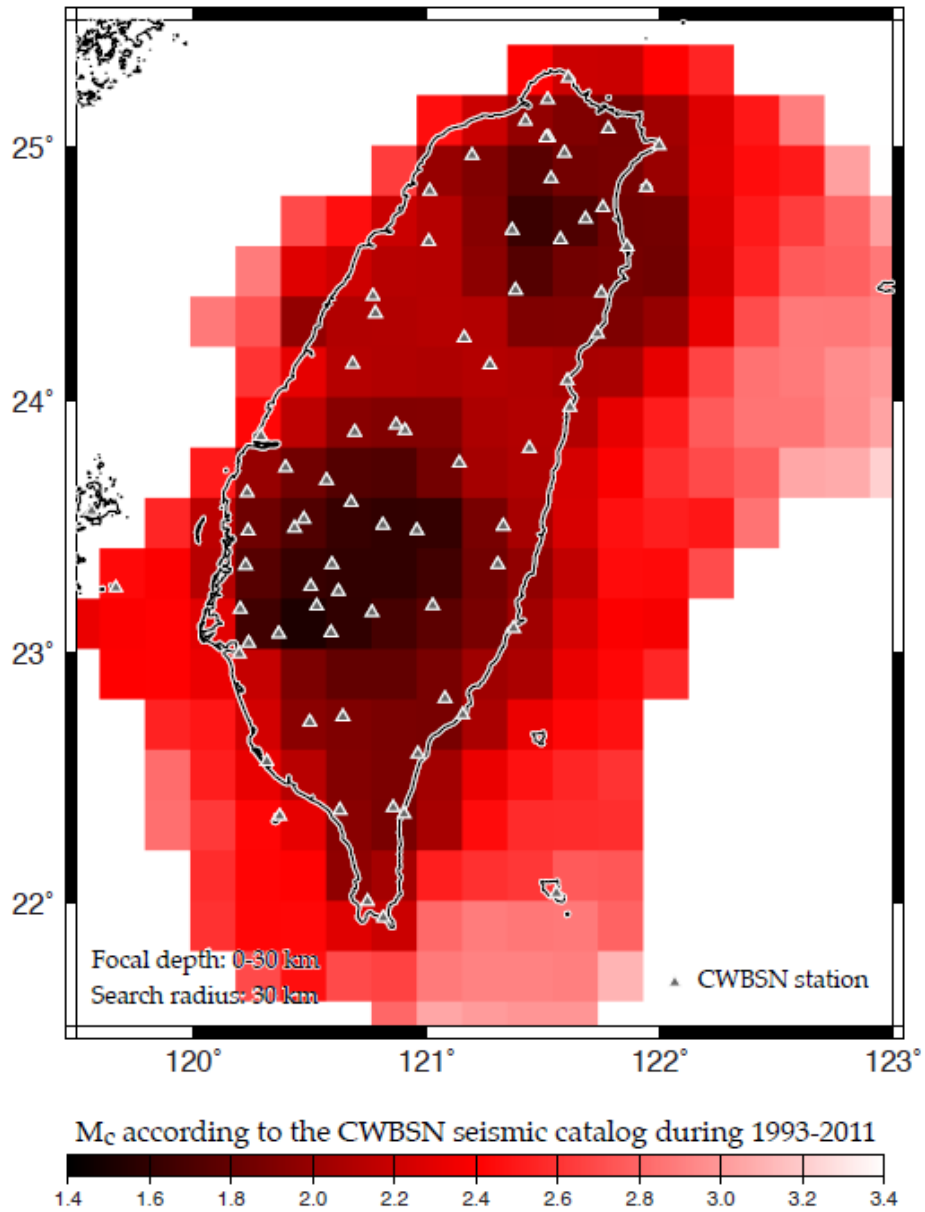 25°
24°
23°
22°
Focal depth: 0-30 km
Search radius: 30 km
CWBSN station
120° 121° 122° 123°
Mc according to the CWBSN seismic catalog during 1993-2011
1.4 1.6 1.8 2.0 2.2 2.4 2.6 2.8 3.0 3.2 3.4